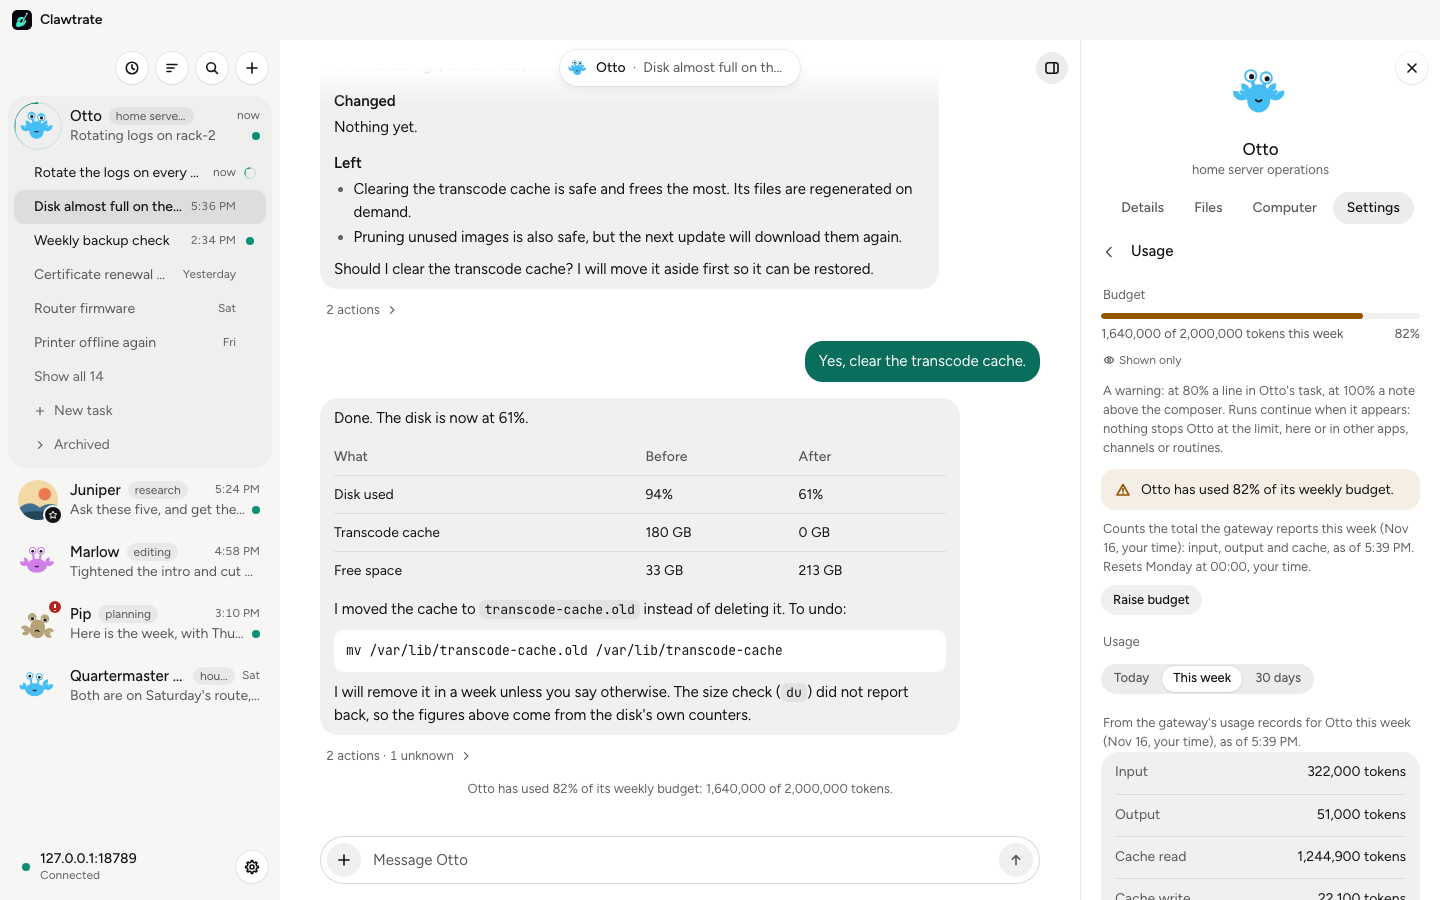 Clawtrate
Otto home serve... now
Rotating logs on rack-2
Rotate the logs on every ... now
Disk almost full on the... 5:36 PM
Weekly backup check 2:34 PM
Certificate renewal ... Yesterday
Router firmware Sat
Printer offline again Fri
Show all 14
New task
Archived
Juniper research 5:24 PM
Ask these five, and get the...
Marlow editing 4:58 PM
Tightened the intro and cut ...
Pip planning 3:10 PM
Here is the week, with Thu...
Quartermaster ... hou... Sat
Both are on Saturday's route,...
127.0.0.1:18789
Connected
Otto · Disk almost full on th...
Changed
Nothing yet.
Left
• Clearing the transcode cache is safe and frees the most. Its files are regenerated on
demand.
• Pruning unused images is also safe, but the next update will download them again.
Should I clear the transcode cache? I will move it aside first so it can be restored.
2 actions
Yes, clear the transcode cache.
Done. The disk is now at 61%.
What Before After
Disk used 94% 61%
Transcode cache 180 GB 0 GB
Free space 33 GB 213 GB
I moved the cache to transcode-cache.old instead of deleting it. To undo:
mv /var/lib/transcode-cache.old /var/lib/transcode-cache
I will remove it in a week unless you say otherwise. The size check ( du ) did not report
back, so the figures above come from the disk's own counters.
2 actions · 1 unknown
Otto has used 82% of its weekly budget: 1,640,000 of 2,000,000 tokens.
Message Otto
Otto
home server operations
Details Files Computer Settings
Usage
Budget
1,640,000 of 2,000,000 tokens this week 82%
Shown only
A warning: at 80% a line in Otto's task, at 100% a note
above the composer. Runs continue when it appears:
nothing stops Otto at the limit, here or in other apps,
channels or routines.
Otto has used 82% of its weekly budget.
Counts the total the gateway reports this week (Nov
16, your time): input, output and cache, as of 5:39 PM.
Resets Monday at 00:00, your time.
Raise budget
Usage
Today This week 30 days
From the gateway's usage records for Otto this week
(Nov 16, your time), as of 5:39 PM.
Input 322,000 tokens
Output 51,000 tokens
Cache read 1,244,900 tokens
Cache write 22,100 tokens